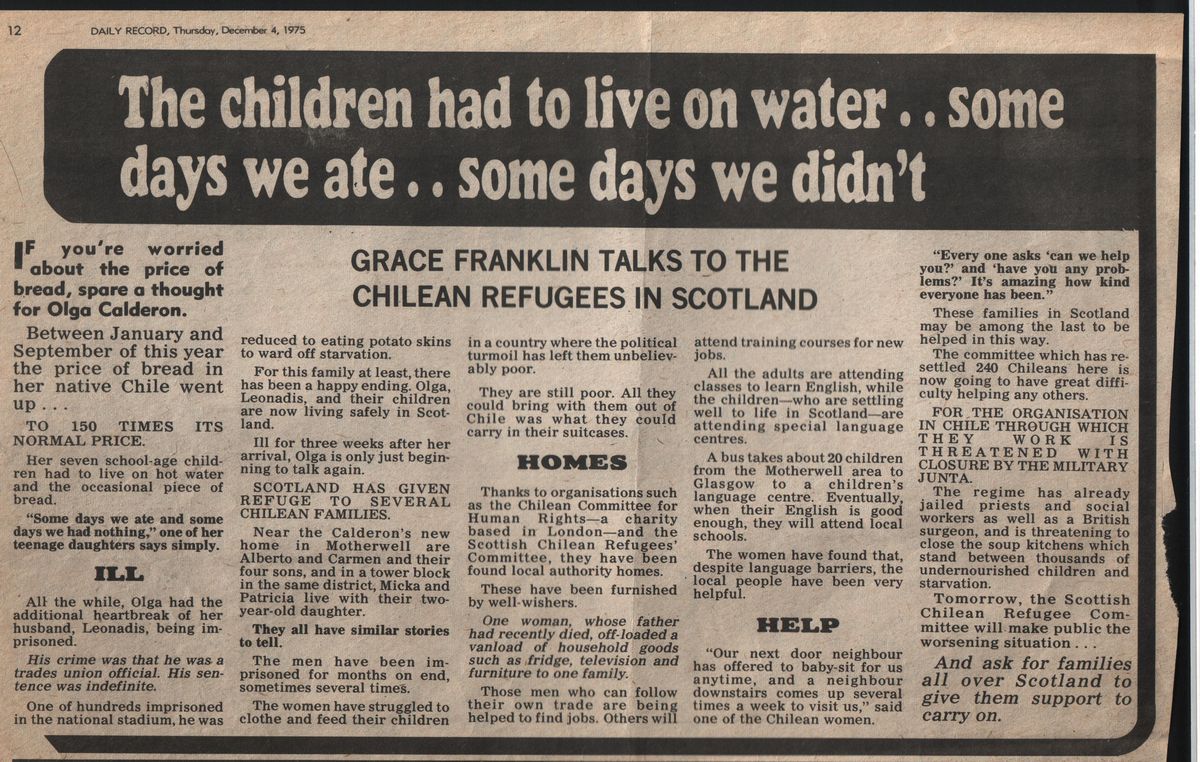 12
DAILY RECORD, Thursday, December 4, 1975
The children had to live on water . . some
days we ate . . some days we didn't
GRACE FRANKLIN TALKS TO THE
CHILEAN REFUGEES IN SCOTLAND
IF you're worried
about the price of
bread, spare a thought
for Olga Calderon.
Between January and
September of this year
the price of bread in
her native Chile went
up . . .
TO 150 TIMES ITS
NORMAL PRICE.
Her seven school-age child-
ren had to live on hot water
and the occasional piece of
bread.
"Some days we ate and some
days we had nothing," one of her
teenage daughters says simply.
ILL
All the while, Olga had the
additional heartbreak of her
husband, Leonadis, being im-
prisoned.
His crime was that he was a
trades union official. His sen-
tence was indefinite.
One of hundreds imprisoned
in the national stadium, he was
reduced to eating potato skins
to ward off starvation.
For this family at least, there
has been a happy ending. Olga,
Leonadis, and their children
are now living safely in Scot-
land.
Ill for three weeks after her
arrival, Olga is only just begin-
ning to talk again.
SCOTLAND HAS GIVEN
REFUGE TO SEVERAL
CHILEAN FAMILIES.
Near the Calderon's new
home in Motherwell are
Alberto and Carmen and their
four sons, and in a tower block
in the same district, Micka and
Patricia live with their two-
year-old daughter.
They all have similar stories
to tell.
The men have been im-
prisoned for months on end,
sometimes several times.
The women have struggled to
clothe and feed their children
in a country where the political
turmoil has left them unbeliev-
ably poor.
They are still poor. All they
could bring with them out of
Chile was what they could
carry in their suitcases.
HOMES
Thanks to organisations such
as the Chilean Committee for
Human Rights—a charity
based in London—and the
Scottish Chilean Refugees'
Committee, they have been
found local authority homes.
These have been furnished
by well-wishers.
One woman, whose father
had recently died, off-loaded a
vanload of household goods
such as fridge, television and
furniture to one family.
Those men who can follow
their own trade are being
helped to find jobs. Others will
attend training courses for new
jobs.
All the adults are attending
classes to learn English, while
the children—who are settling
well to life in Scotland—are
attending special language
centres.
A bus takes about 20 children
from the Motherwell area to
Glasgow to a children's
language centre. Eventually,
when their English is good
enough, they will attend local
schools.
The women have found that,
despite language barriers, the
local people have been very
helpful.
HELP
"Our next door neighbour
has offered to baby-sit for us
anytime, and a neighbour
downstairs comes up several
times a week to visit us," said
one of the Chilean women.
"Every one asks 'can we help
you?' and 'have you any prob-
lems?' It's amazing how kind
everyone has been."
These families in Scotland
may be among the last to be
helped in this way.
The committee which has re-
settled 240 Chileans here is
now going to have great diffi-
culty helping any others.
FOR THE ORGANISATION
IN CHILE THROUGH WHICH
THEY WORK IS
THREATENED WITH
CLOSURE BY THE MILITARY
JUNTA.
The regime has already
jailed priests and social
workers as well as a British
surgeon, and is threatening to
close the soup kitchens which
stand between thousands of
undernourished children and
starvation.
Tomorrow, the Scottish
Chilean Refugee Com-
mittee will make public the
worsening situation . . .
And ask for families
all over Scotland to
give them support to
carry on.